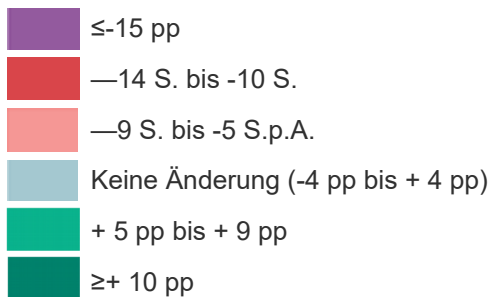 ≤-15 pp
—14 S. bis -10 S.
—9 S. bis -5 S.p.A.
Keine Änderung (-4 pp bis + 4 pp)
+ 5 pp bis + 9 pp
≥+ 10 pp